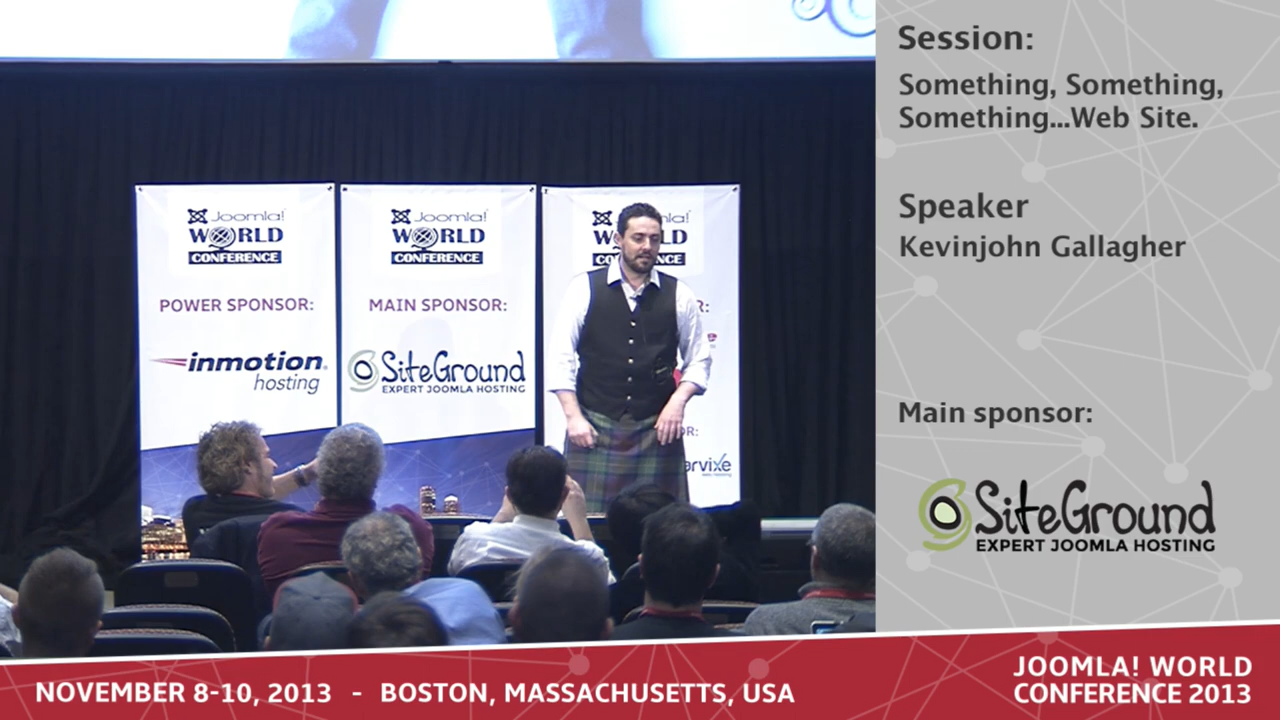 Joomla!
WORLD
CONFERENCE
POWER SPONSOR:
inmotion
hosting
Joomla!
WORLD
CONFERENCE
MAIN SPONSOR:
SiteGround
EXPERT JOOMLA HOSTING
Session:
Something, Something,
Something...Web Site.
Speaker
Kevinjohn Gallagher
Main sponsor:
SiteGround
EXPERT JOOMLA HOSTING
NOVEMBER 8-10, 2013 - BOSTON, MASSACHUSETTS, USA
JOOMLA! WORLD
CONFERENCE 2013